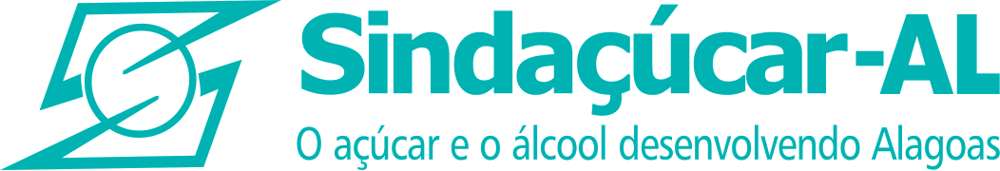 Sindaçúcar-AL
O açúcar e o álcool desenvolvendo Alagoas